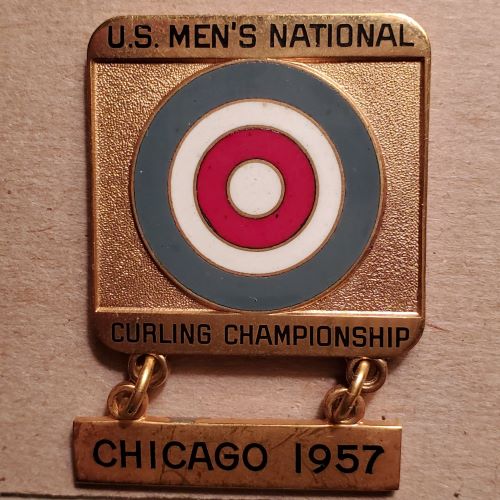 U.S. MEN'S NATIONAL
CURLING CHAMPIONSHIP
CHICAGO 1957